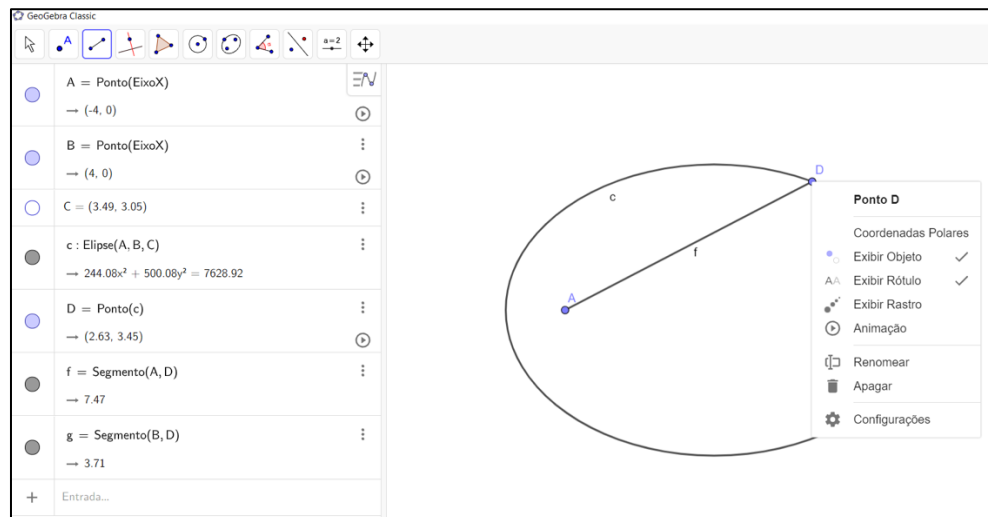 GeoGebra Classic
A
a=2
A = Ponto(EixoX)
→ (-4, 0)
B = Ponto(EixoX)
→ (4, 0)
C = (3.49, 3.05)
c : Elipse(A, B, C)
→ 244.08x² + 500.08y² = 7628.92
D = Ponto(c)
→ (2.63, 3.45)
f = Segmento(A, D)
→ 7.47
g = Segmento(B, D)
→ 3.71
Entrada...
D
c
f
A
Ponto D
Coordenadas Polares
Exibir Objeto
AA Exibir Rótulo
Exibir Rastro
Animação
Renomear
Apagar
Configurações